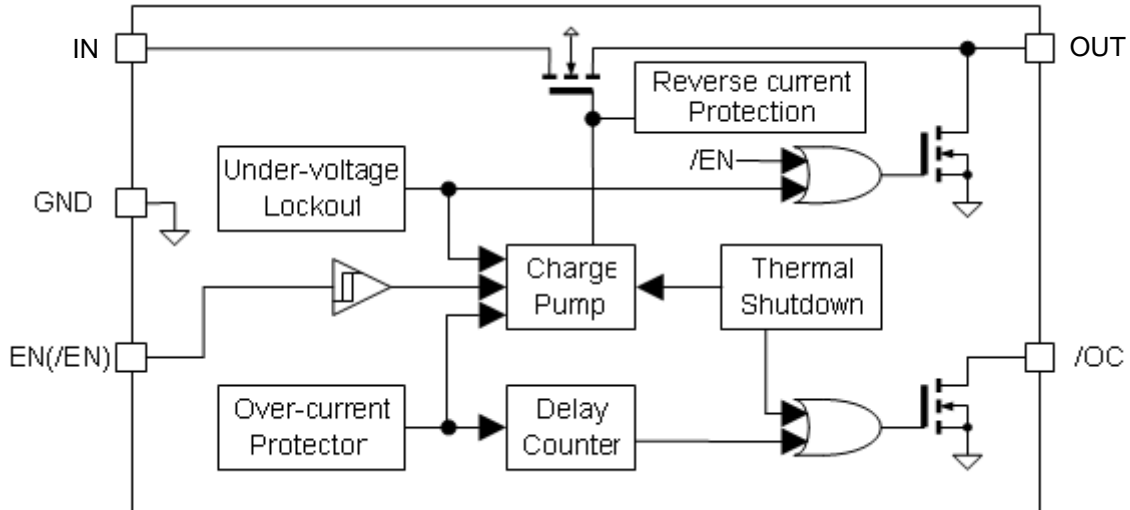 IN
OUT
Reverse current
Protection
/EN
Under-voltage
Lockout
GND
Charge
Pump
Thermal
Shutdown
EN(/EN)
/OC
Over-current
Protector
Delay
Counter